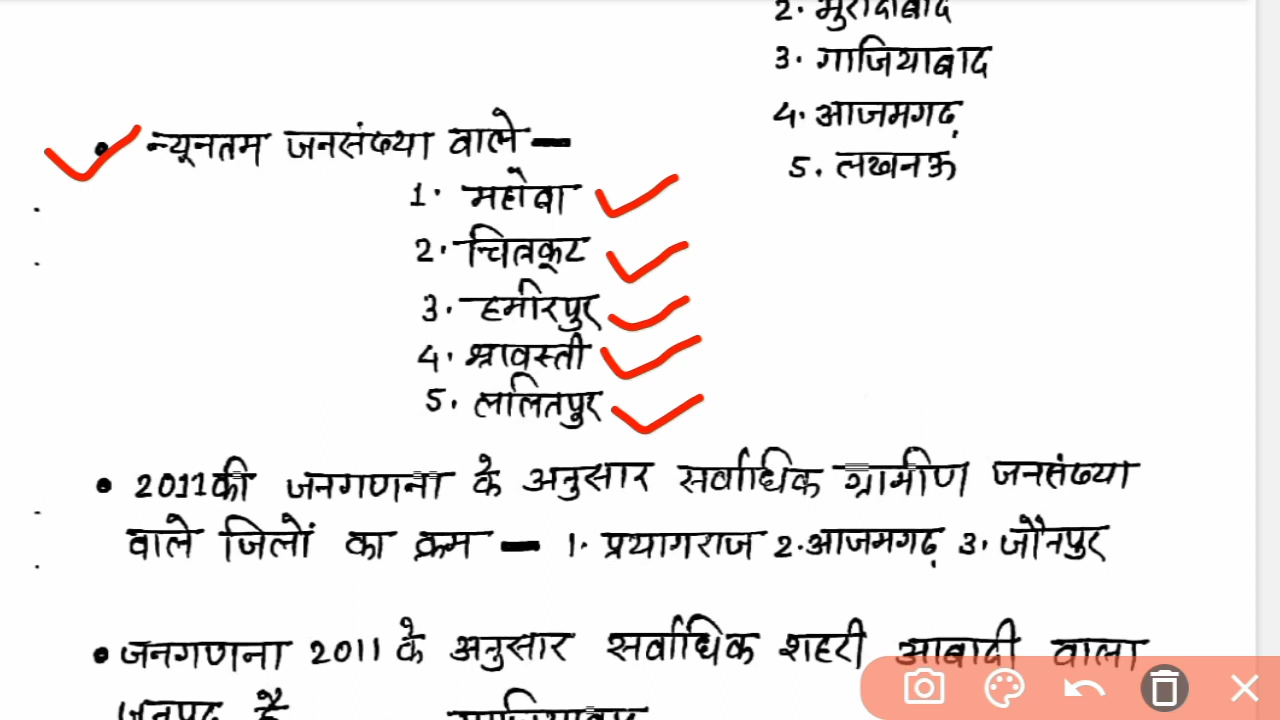 2. मुरादाबाद
3. गाजियाबाद
4. आजमगढ़
5. लखनऊ
• न्यूनतम जनसंख्या वाले —
1. महोबा
2. चित्रकूट
3. हमीरपुर
4. श्रावस्ती
5. ललितपुर
• 2011 की जनगणना के अनुसार सर्वाधिक ग्रामीण जनसंख्या
वाले जिलों का क्रम — 1. प्रयागराज 2. आजमगढ़ 3. जौनपुर
• जनगणना 2011 के अनुसार सर्वाधिक शहरी आबादी वाला
जनपद है गाजियाबाद